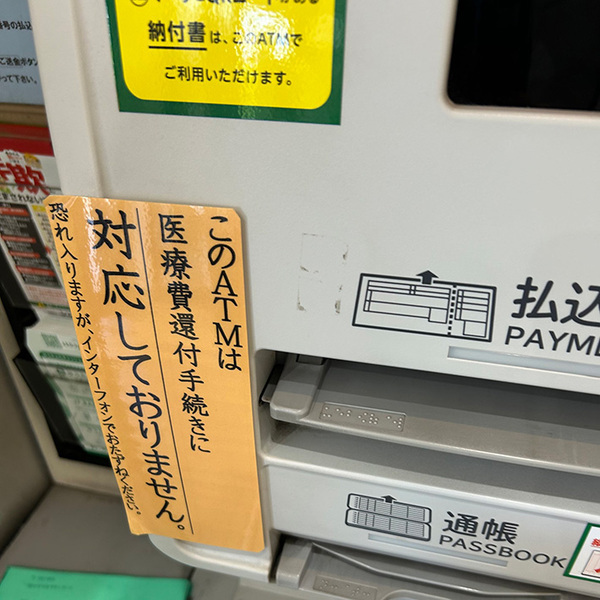 納付書は、このATMで
ご利用いただけます。
このATMは
医療費還付手続きに
対応しておりません。
恐れ入りますが、インターフォンでおたずねください。
払込
PAYME
通帳
PASSBOOK